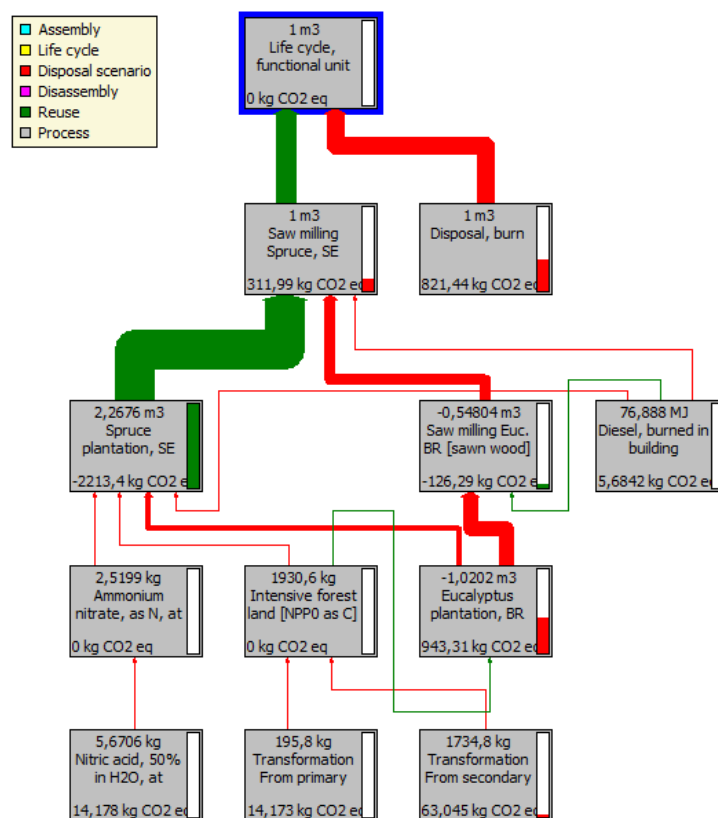 Assembly
Life cycle
Disposal scenario
Disassembly
Reuse
Process
1 m3
Life cycle,
functional unit
0 kg CO2 eq
1 m3
Saw milling
Spruce, SE
311,99 kg CO2 eq
1 m3
Disposal, burn
821,44 kg CO2 eq
2,2676 m3
Spruce
plantation, SE
-2213,4 kg CO2 eq
-0,54804 m3
Saw milling Euc.
BR [sawn wood]
-126,29 kg CO2 eq
76,888 MJ
Diesel, burned in
building
5,6842 kg CO2 eq
2,5199 kg
Ammonium
nitrate, as N, at
0 kg CO2 eq
1930,6 kg
Intensive forest
land [NPP0 as C]
0 kg CO2 eq
-1,0202 m3
Eucalyptus
plantation, BR
943,31 kg CO2 eq
5,6706 kg
Nitric acid, 50%
in H2O, at
14,178 kg CO2 eq
195,8 kg
Transformation
From primary
14,173 kg CO2 eq
1734,8 kg
Transformation
From secondary
63,045 kg CO2 eq